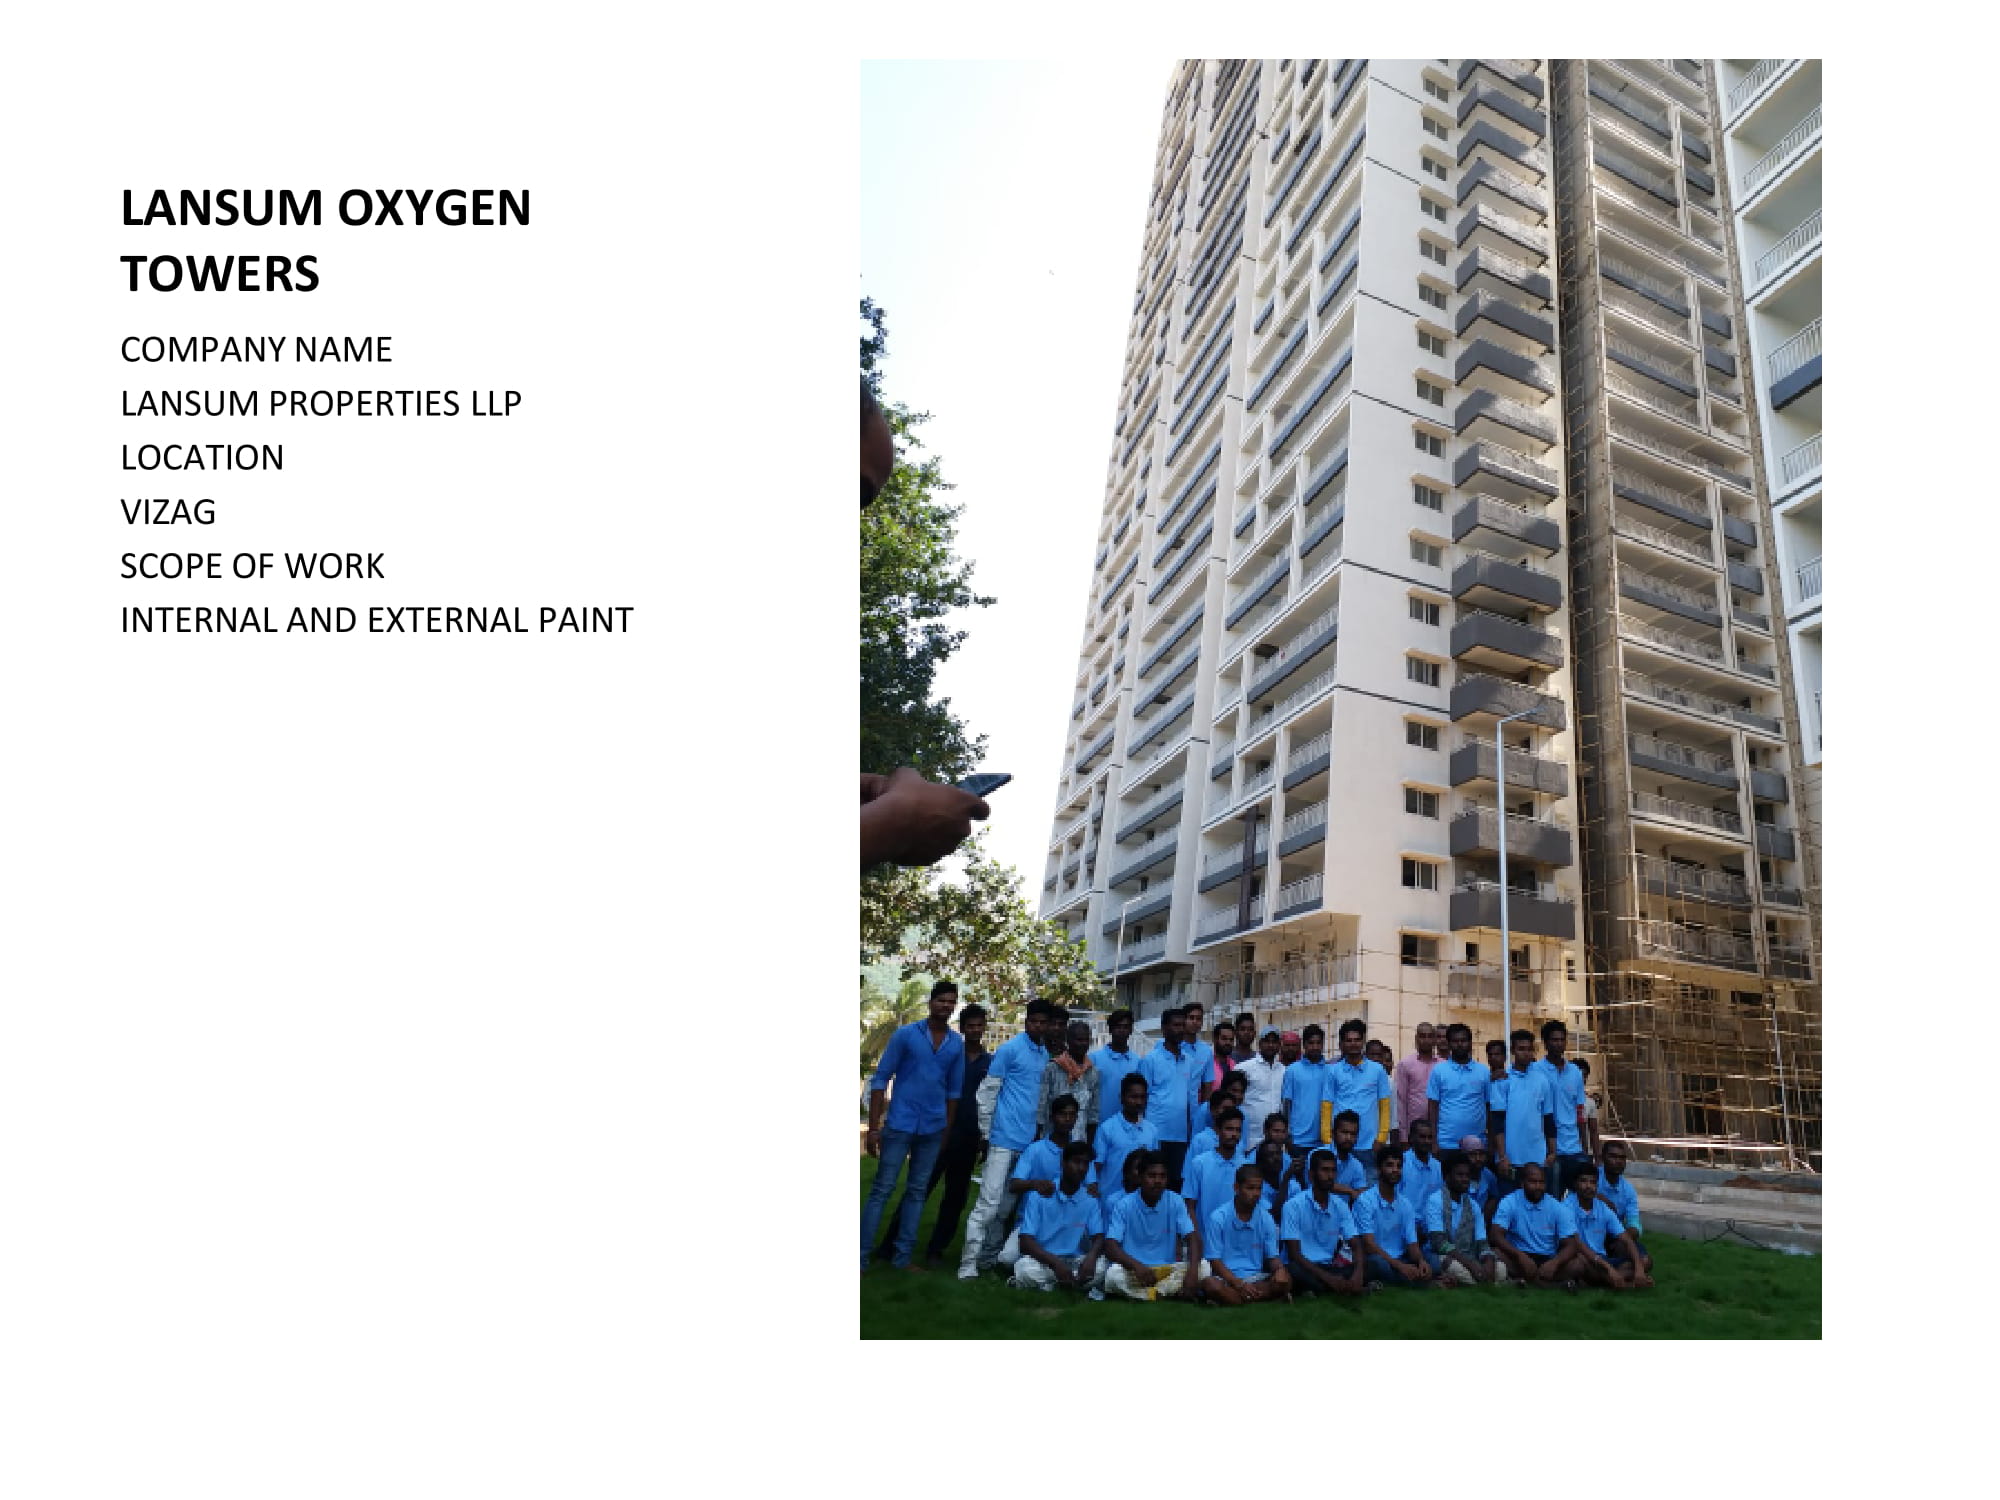 LANSUM OXYGEN
TOWERS
COMPANY NAME
LANSUM PROPERTIES LLP
LOCATION
VIZAG
SCOPE OF WORK
INTERNAL AND EXTERNAL PAINT